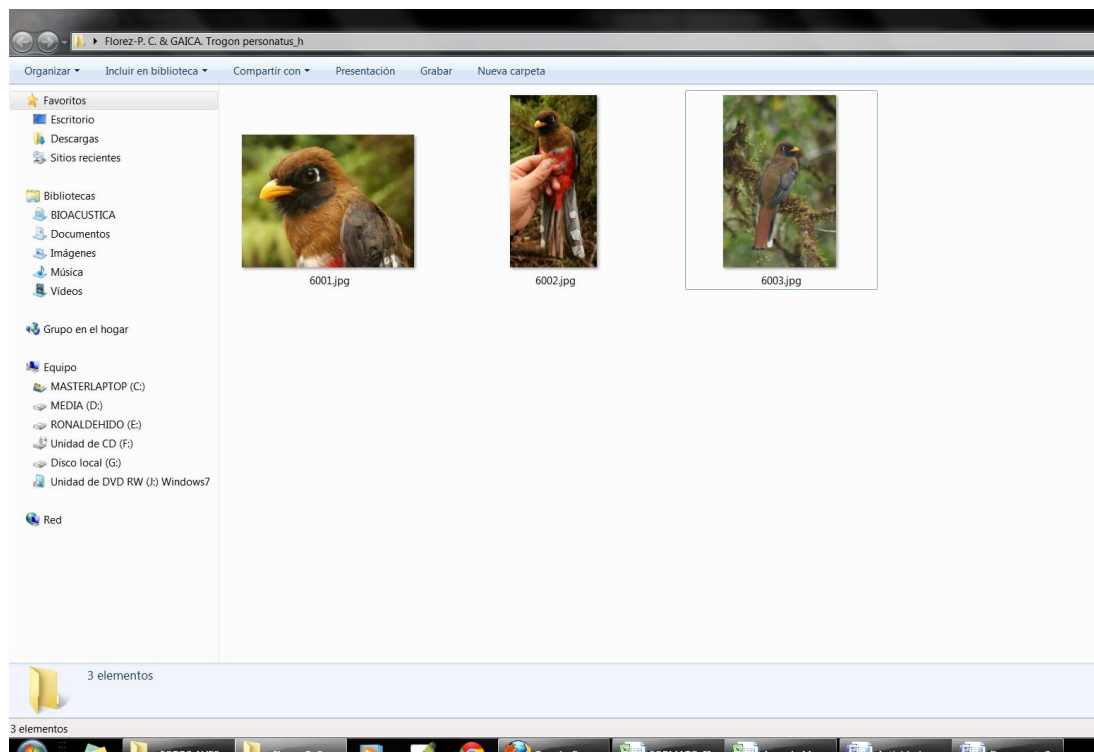 Florez-P. C. & GAICA. Trogon personatus_h
Organizar Incluir en biblioteca Compartir con Presentación Grabar Nueva carpeta
Favoritos
Escritorio
Descargas
Sitios recientes
Bibliotecas
BIOACUSTICA
Documentos
Imágenes
Música
Vídeos
Grupo en el hogar
Equipo
MASTERLAPTOP (C:)
MEDIA (D:)
RONALDEHIDO (E:)
Unidad de CD (F:)
Disco local (G:)
Unidad de DVD RW (J:) Windows7
Red
6001.jpg 6002.jpg 6003.jpg
3 elementos
3 elementos